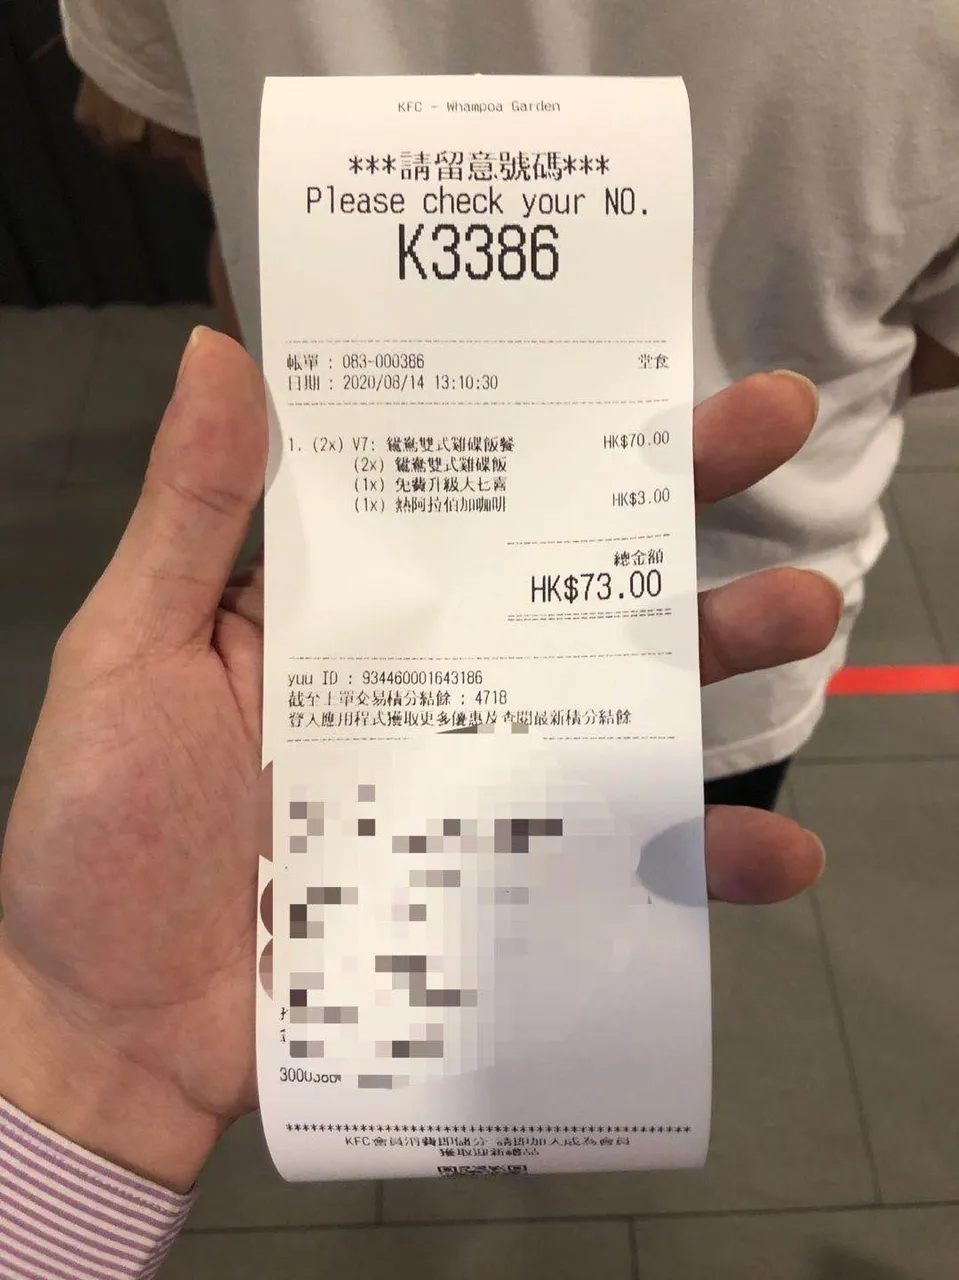 KFC - Whampoa Garden
***請留意號碼***
Please check your NO.
K3386
帳單 : 083-000386 堂食
日期 : 2020/08/14 13:10:30
1. (2x) V7: 鴛鴦雙式雞碟飯餐 HK$70.00
(2x) 鴛鴦雙式雞碟飯
(1x) 免費升級大七喜
(1x) 熱阿拉伯加咖啡 HK$3.00
總金額
HK$73.00
yuu ID : 934460001643186
截至上單交易積分結餘 : 4718
登入應用程式獲取更多優惠及查閱最新積分結餘
KFC會員消費即儲分 請即加入成為會員
獲取迎新禮品